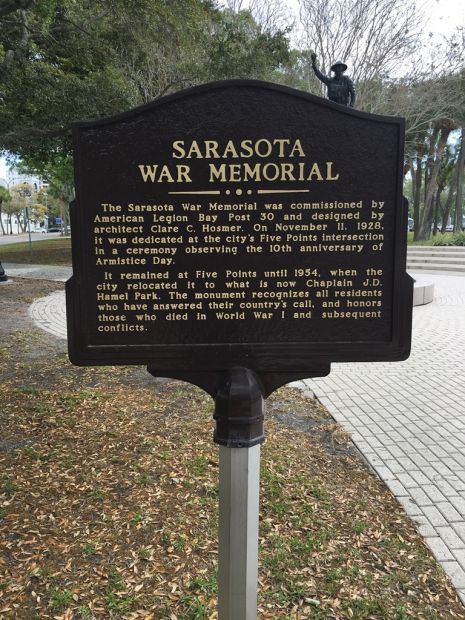 SARASOTA
WAR MEMORIAL
The Sarasota War Memorial was commissioned by
American Legion Bay Post 30 and designed by
architect Clare C. Hosmer. On November 11, 1928,
it was dedicated at the city's Five Points intersection
in a ceremony observing the 10th anniversary of
Armistice Day.
It remained at Five Points until 1954, when the
city relocated it to what is now Chaplain J.D.
Hamel Park. The monument recognizes all residents
who have answered their country's call, and honors
those who died in World War I and subsequent
conflicts.